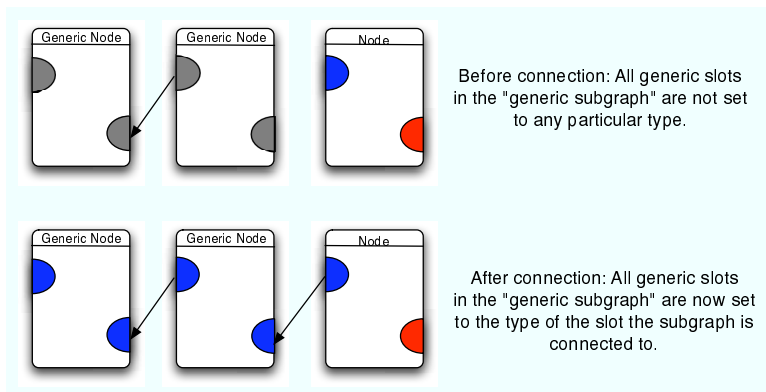 Generic Node
Generic Node
Node
Before connection: All generic slots
in the "generic subgraph" are not set
to any particular type.
Generic Node
Generic Node
Node
After connection: All generic slots
in the "generic subgraph" are now set
to the type of the slot the subgraph is
connected to.